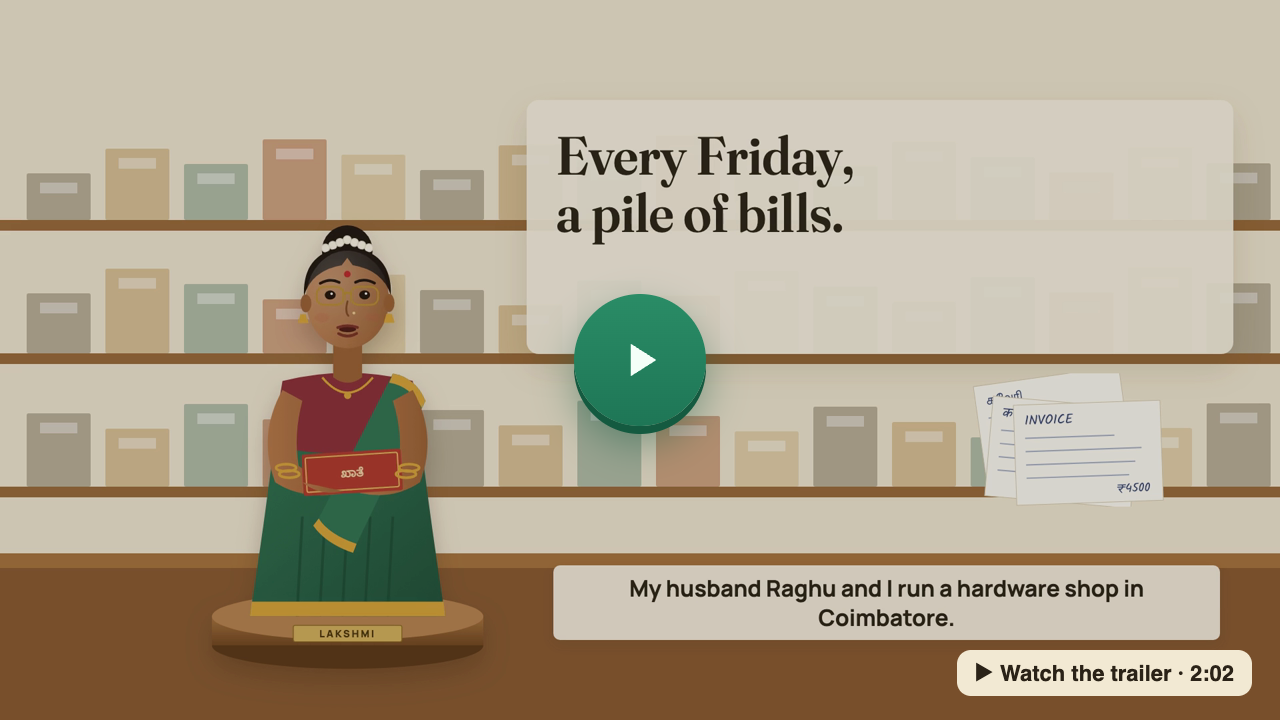 Every Friday,
a pile of bills.
INVOICE
₹4500
ಖಾತೆ
My husband Raghu and I run a hardware shop in
Coimbatore.
LAKSHMI
Watch the trailer · 2:02